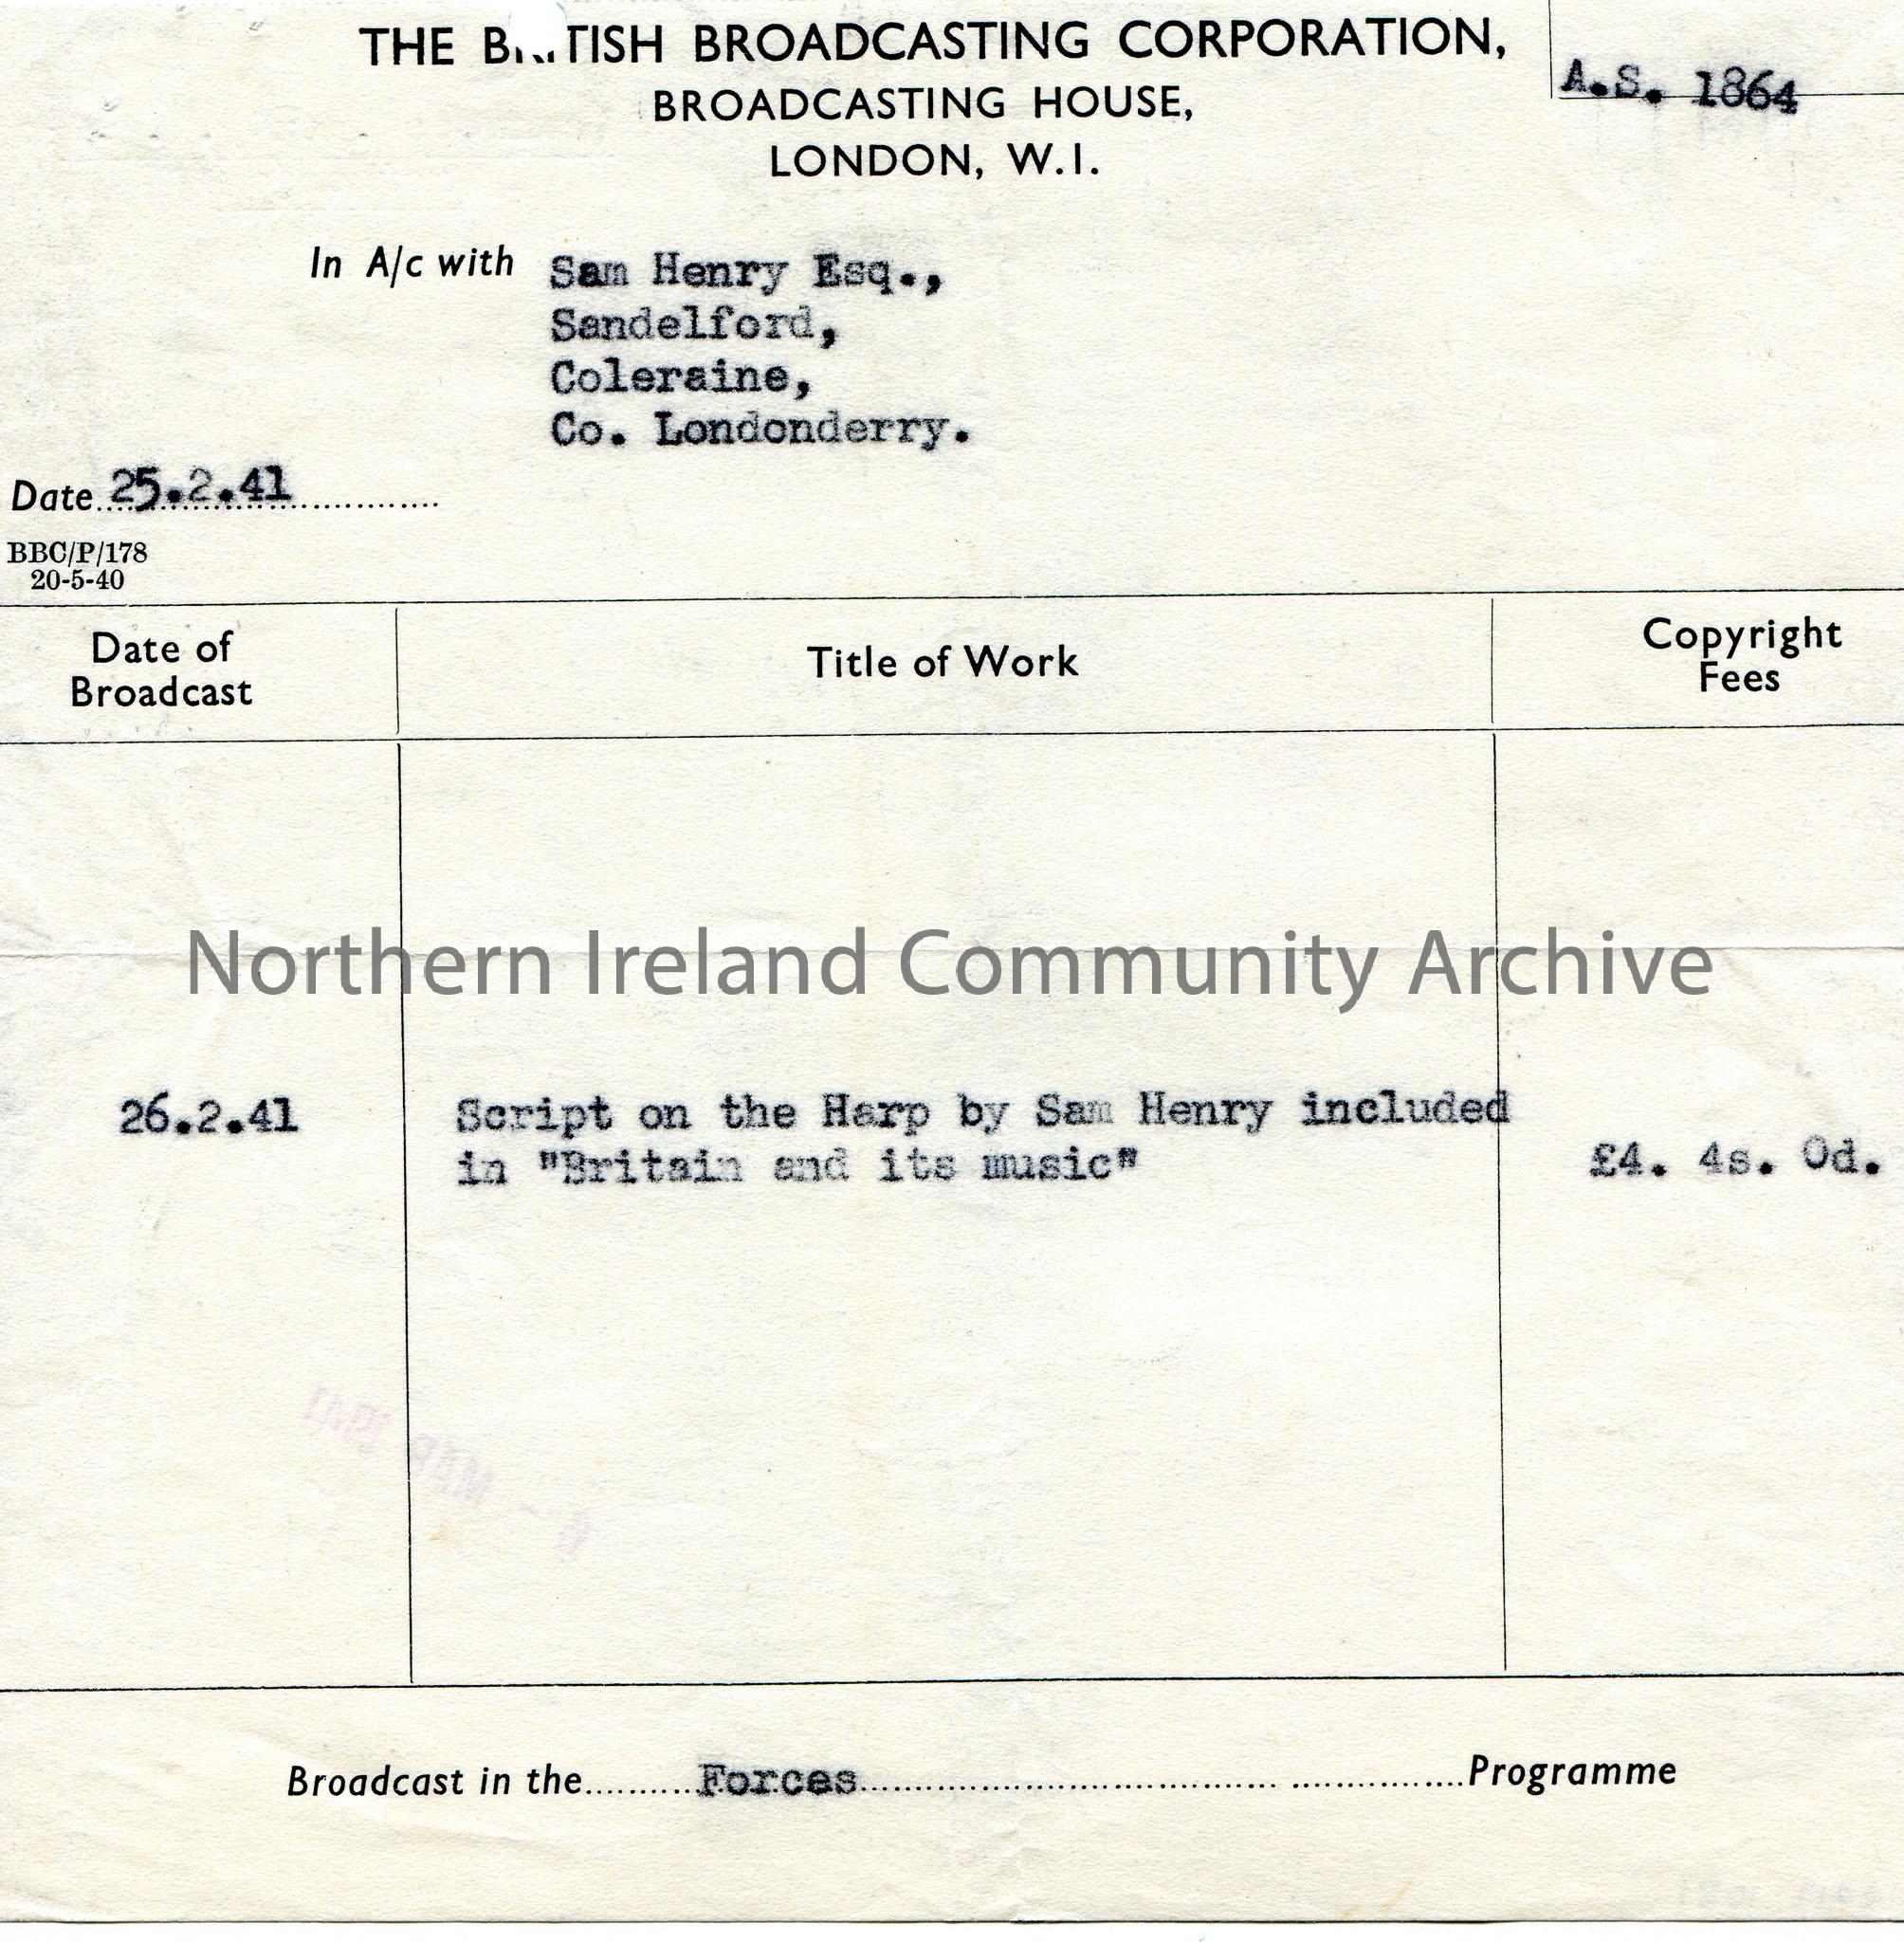 THE BRITISH BROADCASTING CORPORATION,
BROADCASTING HOUSE,
LONDON, W.I.
A.S. 1864
In A/c with Sam Henry Esq.,
Sandelford,
Coleraine,
Co. Londonderry.
Date 25.2.41
BBC/P/178
20-5-40
Date of Broadcast
Title of Work
Copyright Fees
Northern Ireland Community Archive
26.2.41
Script on the Harp by Sam Henry included
in "Britain and its music"
£4. 4s. 0d.
6 - MAR 1941
Broadcast in the Forces Programme